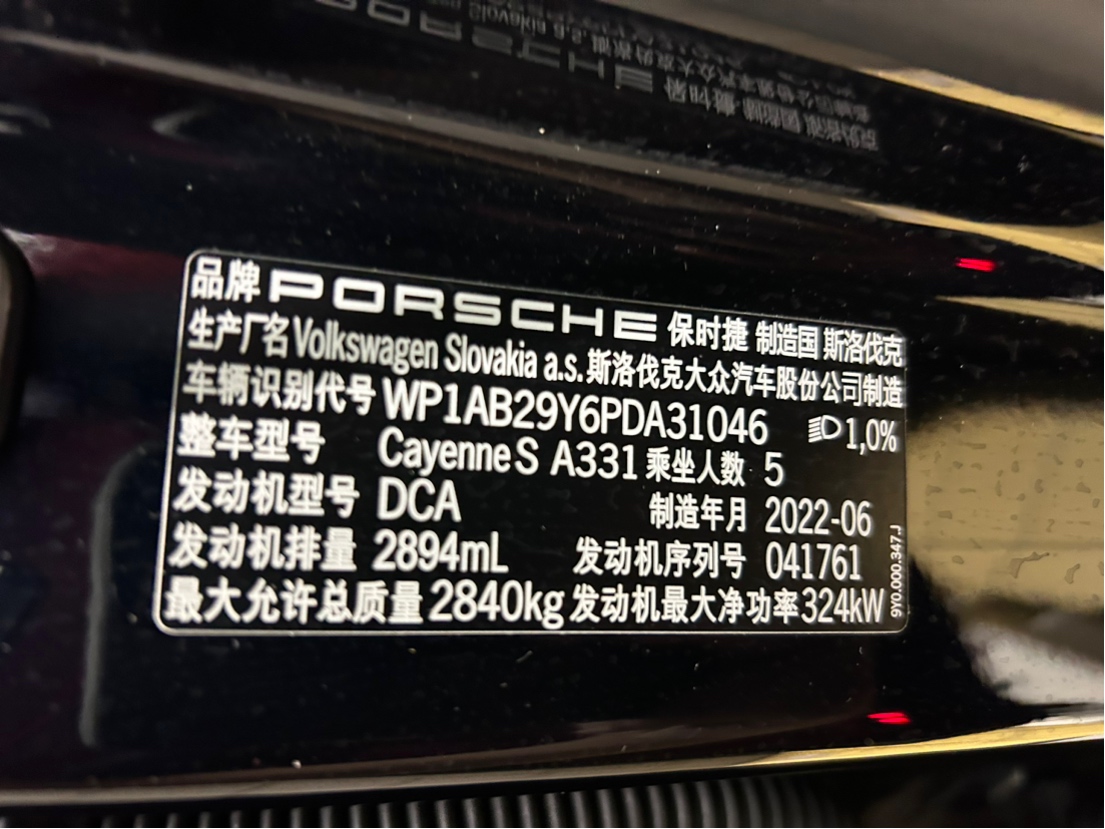 品牌 PORSCHE 保时捷 制造国 斯洛伐克
生产厂名 Volkswagen Slovakia a.s. 斯洛伐克大众汽车股份公司制造
车辆识别代号 WP1AB29Y6PDA31046 1,0%
整车型号 Cayenne S A331 乘坐人数 5
发动机型号 DCA 制造年月 2022-06
发动机排量 2894mL 发动机序列号 041761
最大允许总质量 2840kg 发动机最大净功率 324kW
9Y0.000.347.J